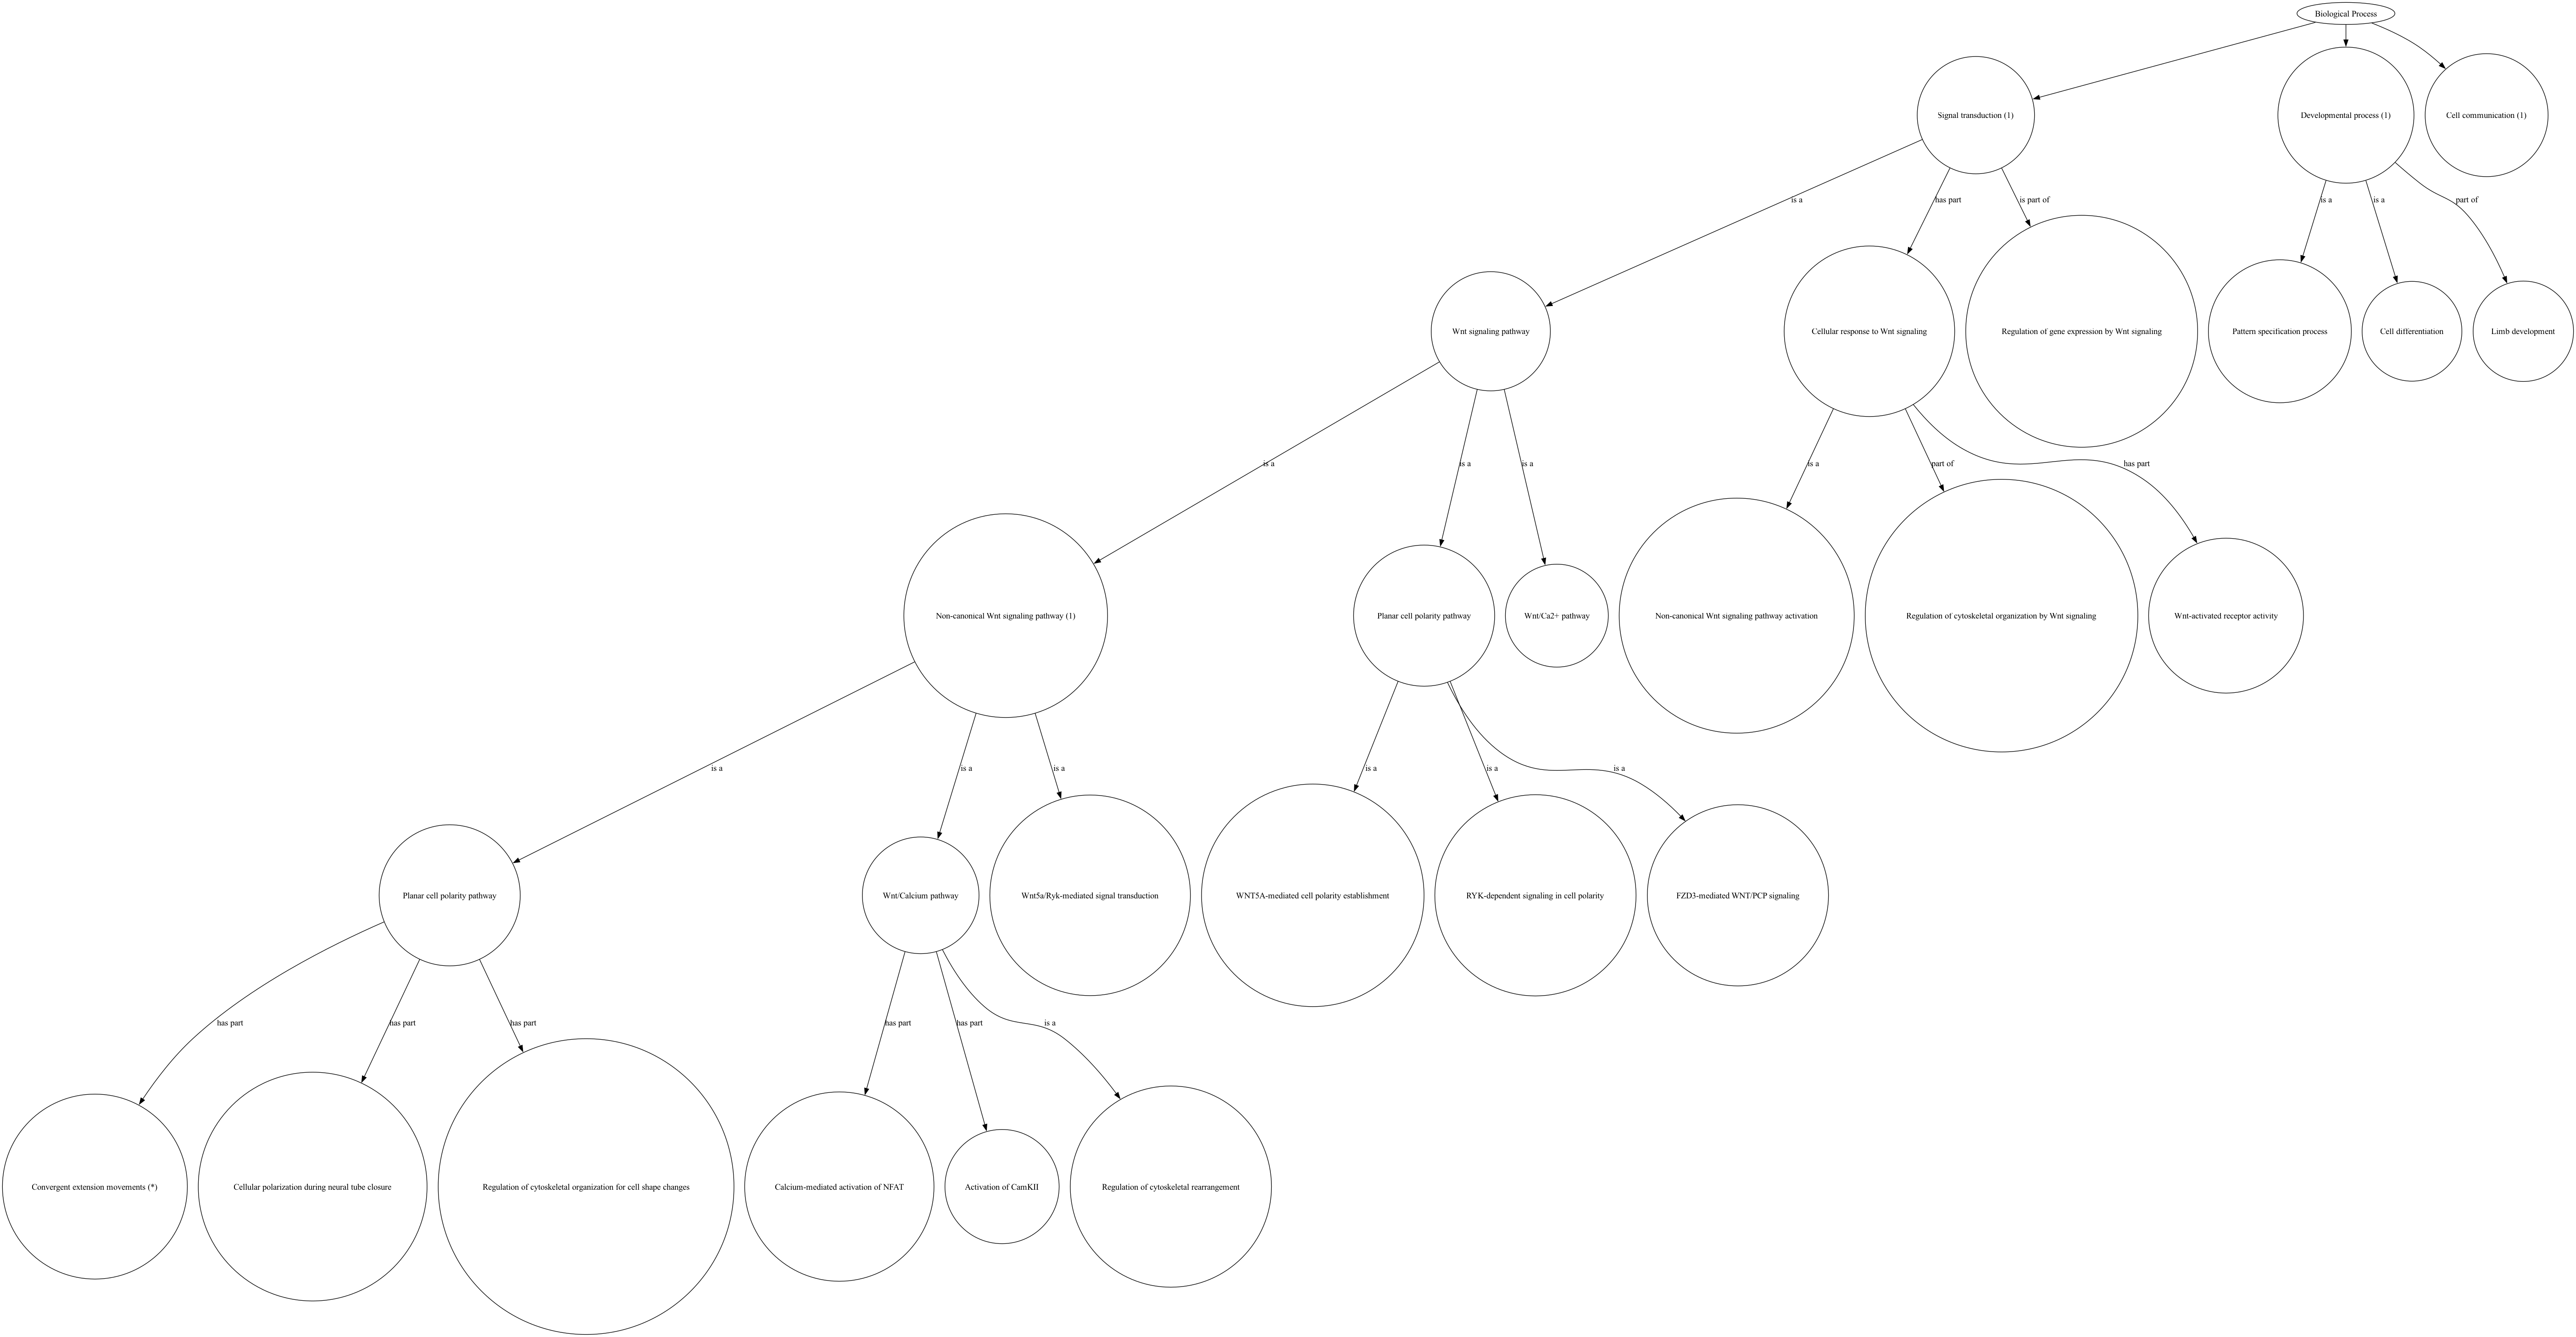 Biological Process
Signal transduction (1)
Developmental process (1)
Cell communication (1)
is a
has part
is part of
is a
is a
part of
Wnt signaling pathway
Cellular response to Wnt signaling
Regulation of gene expression by Wnt signaling
Pattern specification process
Cell differentiation
Limb development
is a
is a
is a
is a
part of
has part
Non-canonical Wnt signaling pathway (1)
Planar cell polarity pathway
Wnt/Ca2+ pathway
Non-canonical Wnt signaling pathway activation
Regulation of cytoskeletal organization by Wnt signaling
Wnt-activated receptor activity
is a
is a
is a
is a
is a
is a
Planar cell polarity pathway
Wnt/Calcium pathway
Wnt5a/Ryk-mediated signal transduction
WNT5A-mediated cell polarity establishment
RYK-dependent signaling in cell polarity
FZD3-mediated WNT/PCP signaling
has part
has part
has part
has part
has part
is a
Convergent extension movements (*)
Cellular polarization during neural tube closure
Regulation of cytoskeletal organization for cell shape changes
Calcium-mediated activation of NFAT
Activation of CamKII
Regulation of cytoskeletal rearrangement